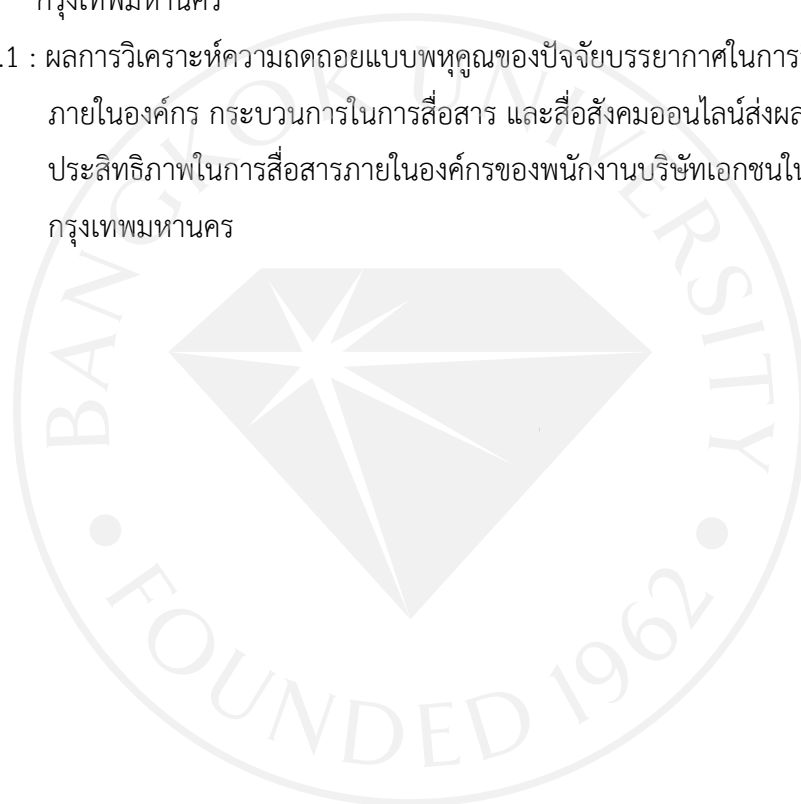 กรุงเทพมหานคร
.1 : ผลการวิเคราะห์ความถดถอยแบบพหุคูณของปัจจัยบรรยากาศในการ
ภายในองค์กร กระบวนการในการสื่อสาร และสื่อสังคมออนไลน์ส่งผล
ประสิทธิภาพในการสื่อสารภายในองค์กรของพนักงานบริษัทเอกชนใน
กรุงเทพมหานคร
BANGKOK UNIVERSITY
FOUNDED 1962